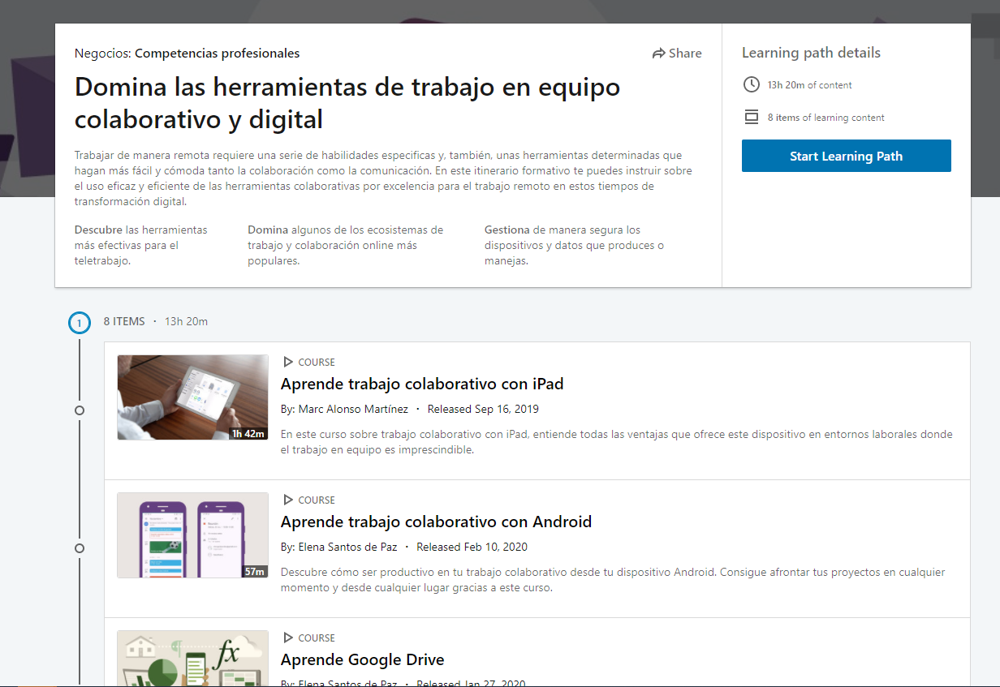 Negocios: Competencias profesionales
Share
Domina las herramientas de trabajo en equipo
colaborativo y digital
Trabajar de manera remota requiere una serie de habilidades especificas y, también, unas herramientas determinadas que
hagan más fácil y cómoda tanto la colaboración como la comunicación. En este itinerario formativo te puedes instruir sobre
el uso eficaz y eficiente de las herramientas colaborativas por excelencia para el trabajo remoto en estos tiempos de
transformación digital.
Descubre las herramientas
más efectivas para el
teletrabajo.
Domina algunos de los ecosistemas de
trabajo y colaboración online más
populares.
Gestiona de manera segura los
dispositivos y datos que produces o
manejas.
Learning path details
13h 20m of content
8 items of learning content
Start Learning Path
1
8 ITEMS · 13h 20m
1h 42m
COURSE
Aprende trabajo colaborativo con iPad
By: Marc Alonso Martínez · Released Sep 16, 2019
En este curso sobre trabajo colaborativo con iPad, entiende todas las ventajas que ofrece este dispositivo en entornos laborales donde
el trabajo en equipo es imprescindible.
57m
COURSE
Aprende trabajo colaborativo con Android
By: Elena Santos de Paz · Released Feb 10, 2020
Descubre cómo ser productivo en tu trabajo colaborativo desde tu dispositivo Android. Consigue afrontar tus proyectos en cualquier
momento y desde cualquier lugar gracias a este curso.
fx
COURSE
Aprende Google Drive
By: Elena Santos de Paz · Released Jan 27, 2020